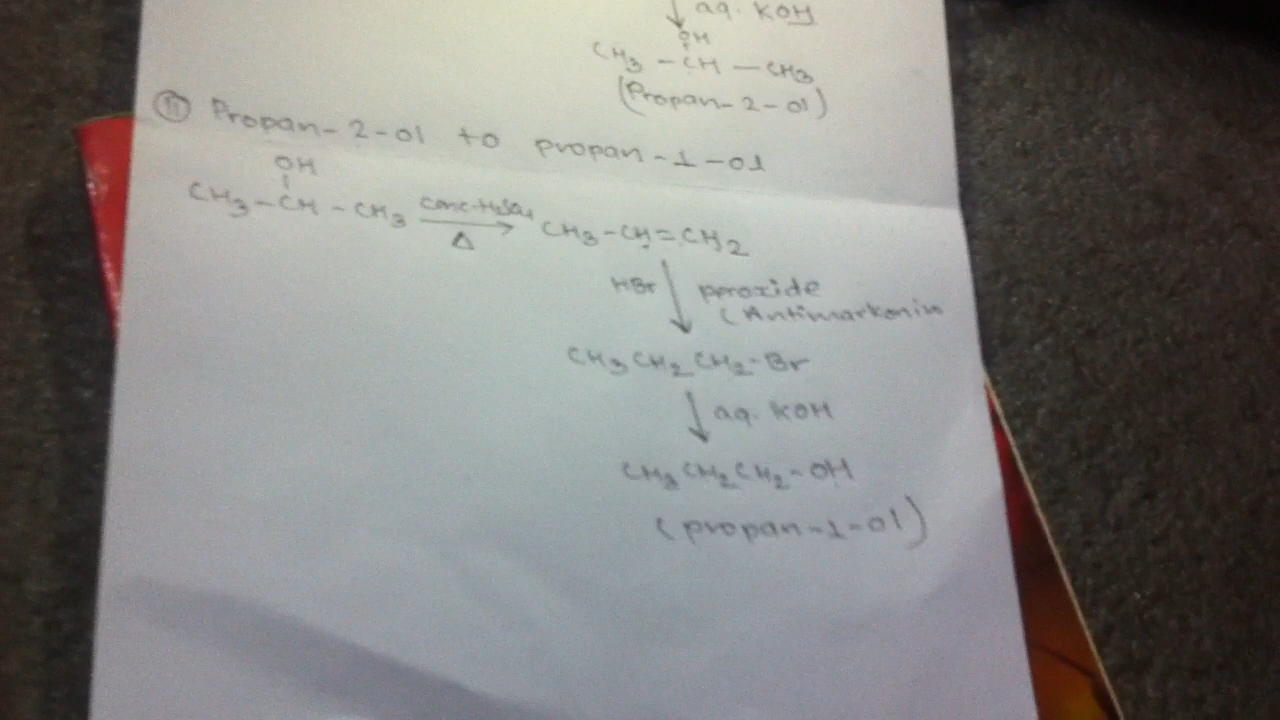 aq. KOH
OH
CH3 - CH - CH3
(Propan-2-ol)
(ii) Propan-2-ol to propan-1-ol
OH
CH3 - CH - CH3 conc-H2SO4 CH3-CH=CH2
Δ
HBr peroxide
(Antimarkoniv
CH3CH2CH2-Br
aq. KOH
CH3CH2CH2-OH
(propan-1-ol)